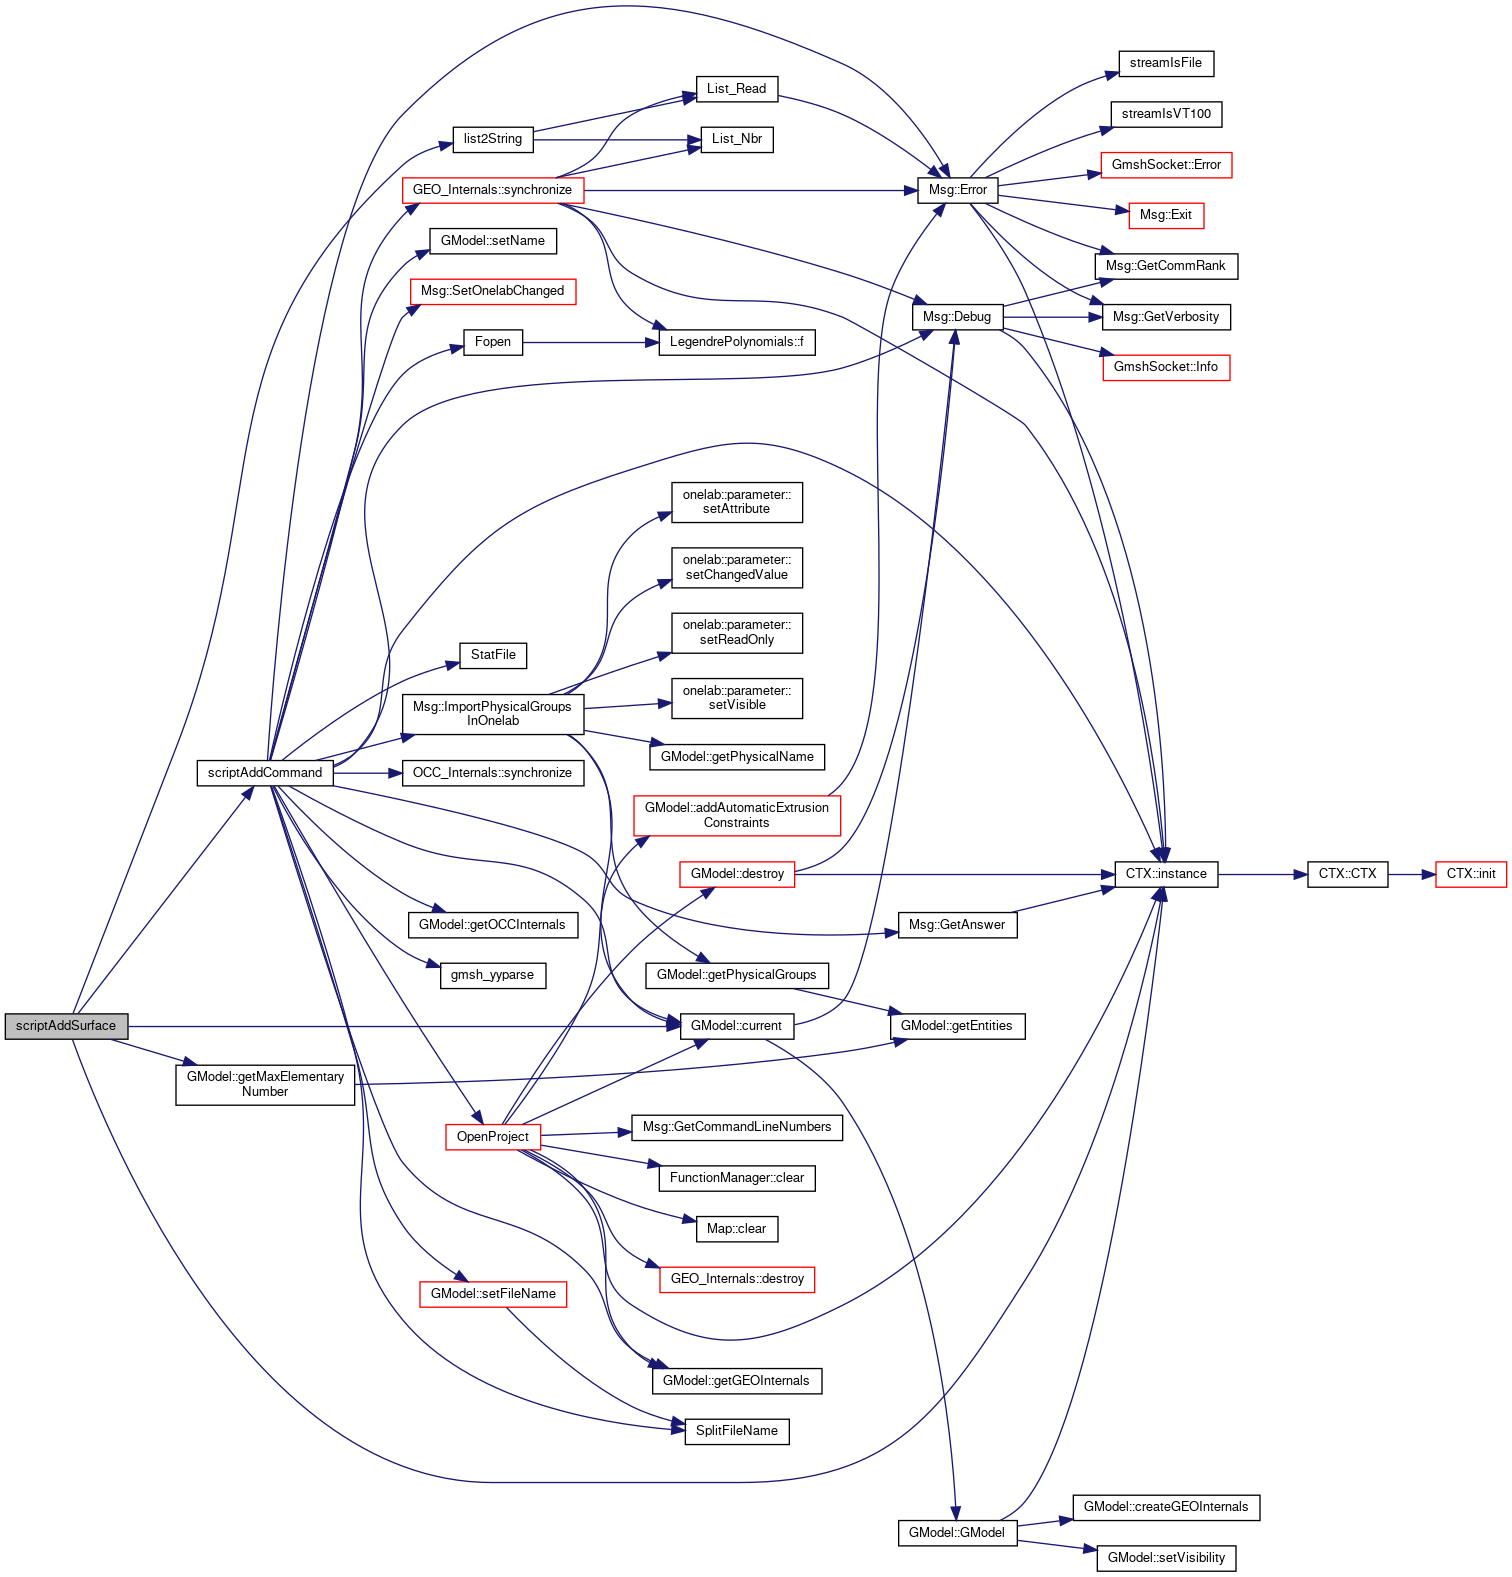 streamIsFile
List_Read
streamIsVT100
list2String
List_Nbr
GmshSocket::Error
GEO_Internals::synchronize
Msg::Error
Msg::Exit
GModel::setName
Msg::GetCommRank
Msg::SetOnelabChanged
Msg::Debug
Msg::GetVerbosity
Fopen
LegendrePolynomials::f
GmshSocket::Info
onelab::parameter::
setAttribute
onelab::parameter::
setChangedValue
onelab::parameter::
setReadOnly
StatFile
onelab::parameter::
setVisible
Msg::ImportPhysicalGroups
InOnelab
GModel::getPhysicalName
scriptAddCommand
OCC_Internals::synchronize
GModel::addAutomaticExtrusion
Constraints
GModel::destroy
CTX::instance
CTX::CTX
CTX::init
GModel::getOCCInternals
Msg::GetAnswer
gmsh_yyparse
GModel::getPhysicalGroups
scriptAddSurface
GModel::current
GModel::getEntities
GModel::getMaxElementary
Number
OpenProject
Msg::GetCommandLineNumbers
FunctionManager::clear
Map::clear
GEO_Internals::destroy
GModel::setFileName
GModel::getGEOInternals
SplitFileName
GModel::createGEOInternals
GModel::GModel
GModel::setVisibility